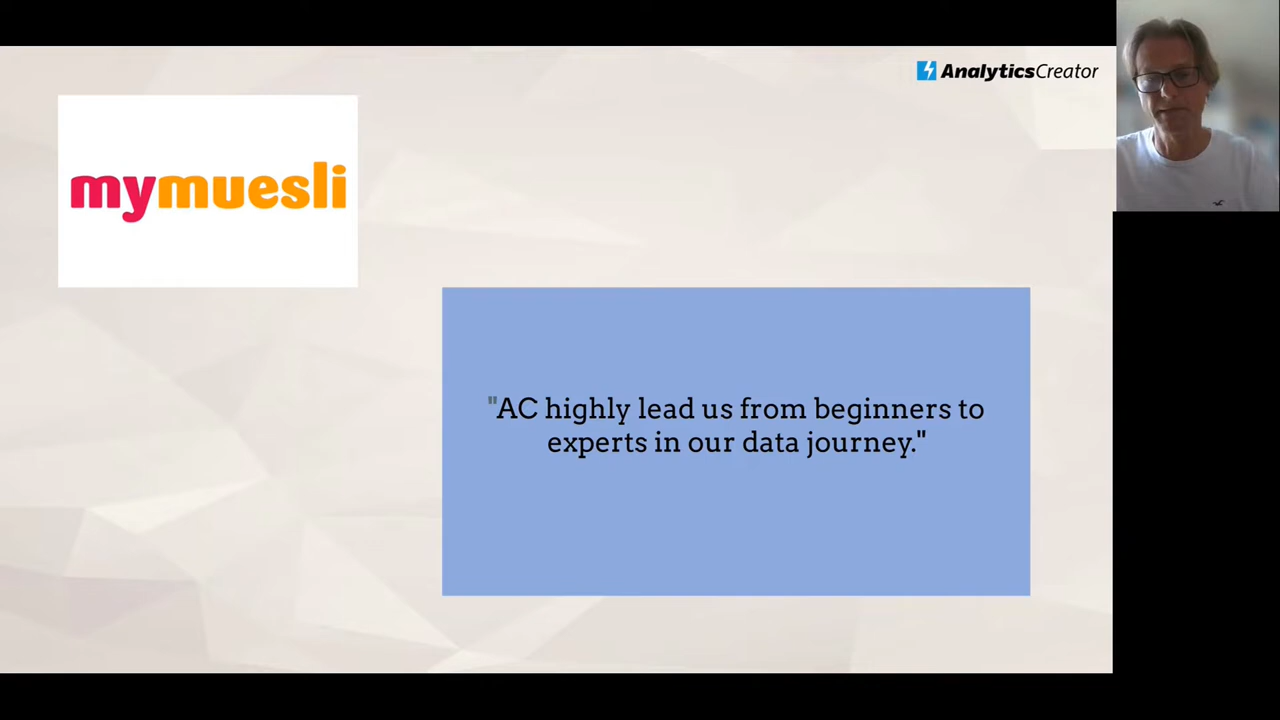 AnalyticsCreator
mymuesli
"AC highly lead us from beginners to
experts in our data journey."